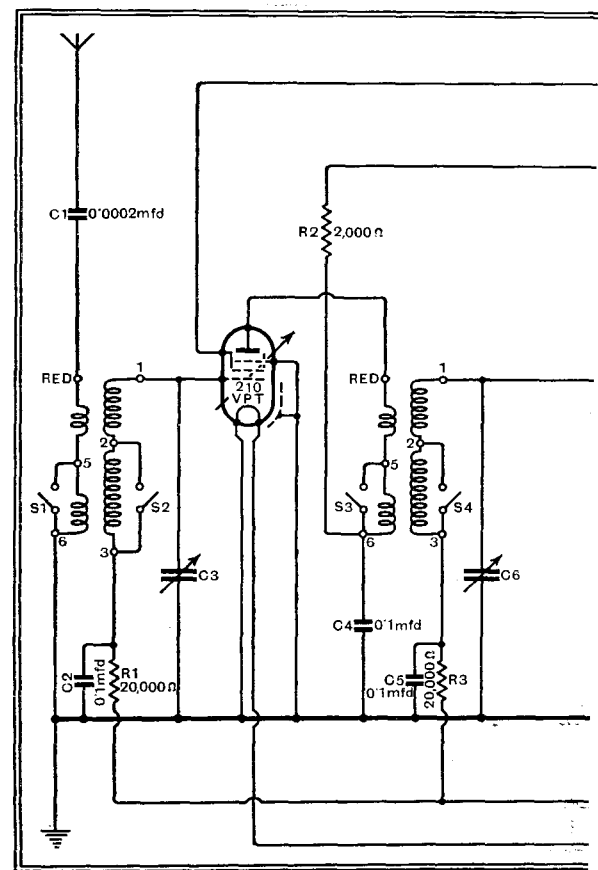 C1 0·0002mfd
R2 2,000 Ω
RED
1
210
VPT
RED
1
2
2
5
5
S1
S2
S3
S4
6
3
6
3
C3
C6
C4 0·1mfd
C2
0·1mfd
R1
20,000 Ω
C5
0·1mfd
20,000 Ω
R3